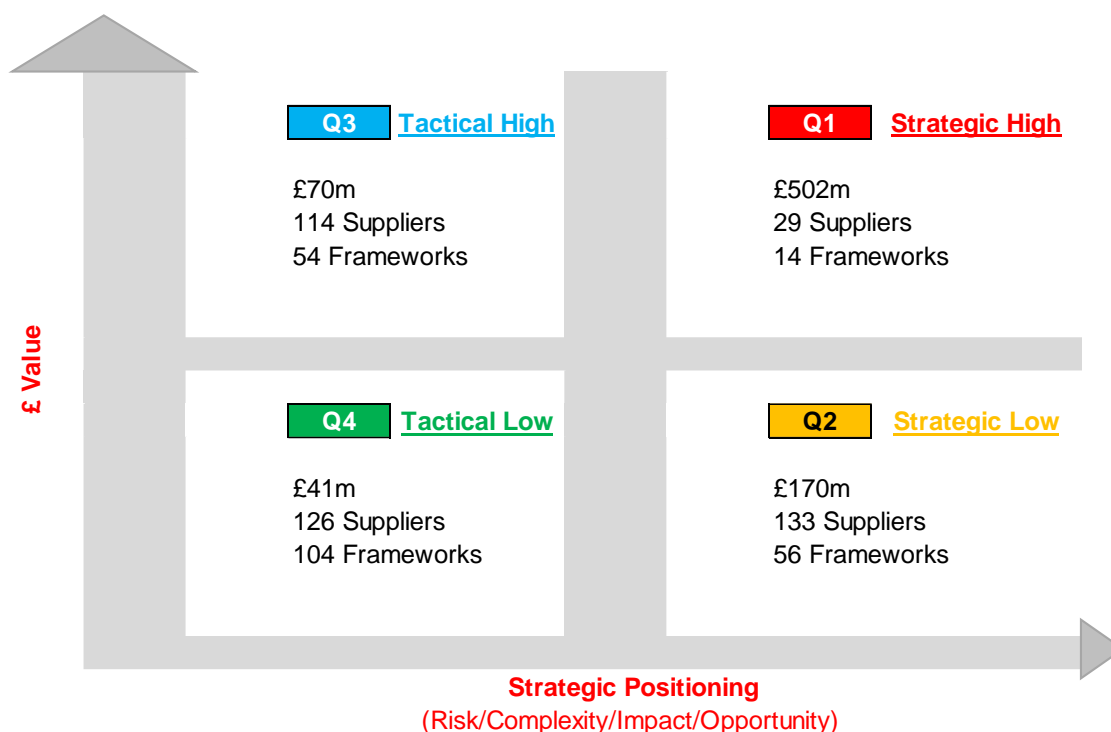 Q3 Tactical High
£70m
114 Suppliers
54 Frameworks
Q1 Strategic High
£502m
29 Suppliers
14 Frameworks
£ Value
Q4 Tactical Low
£41m
126 Suppliers
104 Frameworks
Q2 Strategic Low
£170m
133 Suppliers
56 Frameworks
Strategic Positioning
(Risk/Complexity/Impact/Opportunity)